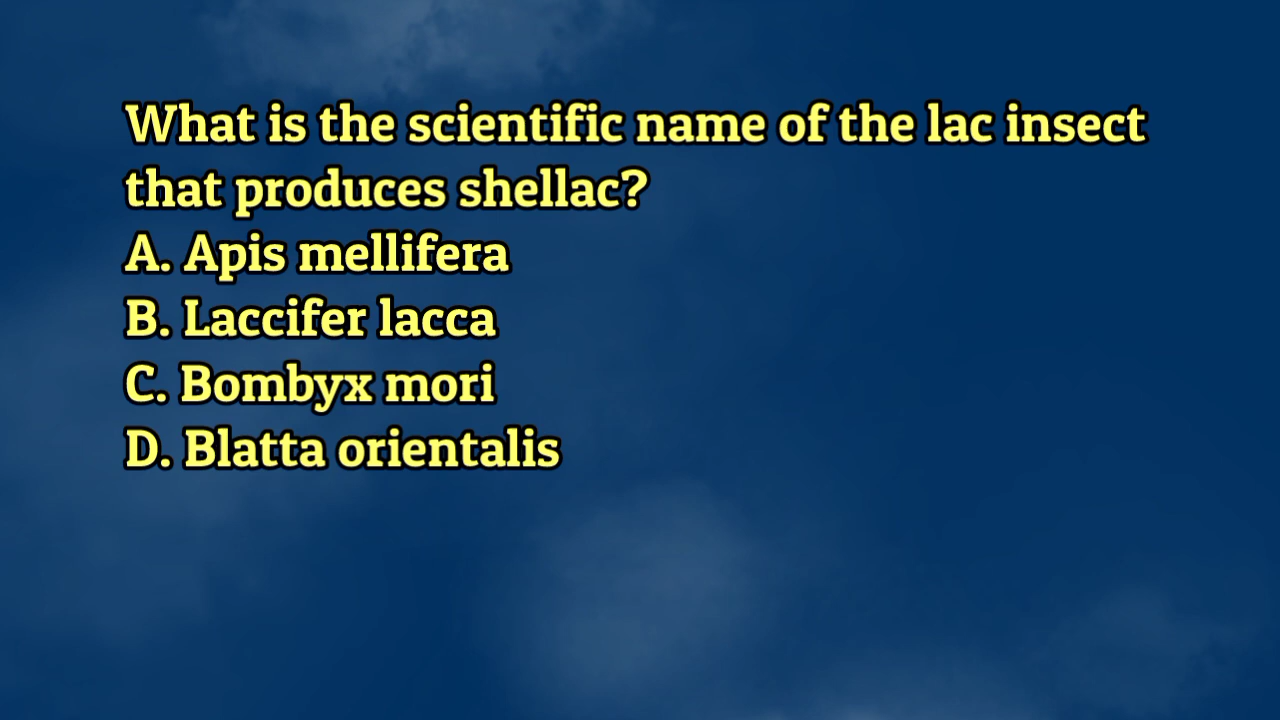 What is the scientific name of the lac insect
that produces shellac?
A. Apis mellifera
B. Laccifer lacca
C. Bombyx mori
D. Blatta orientalis